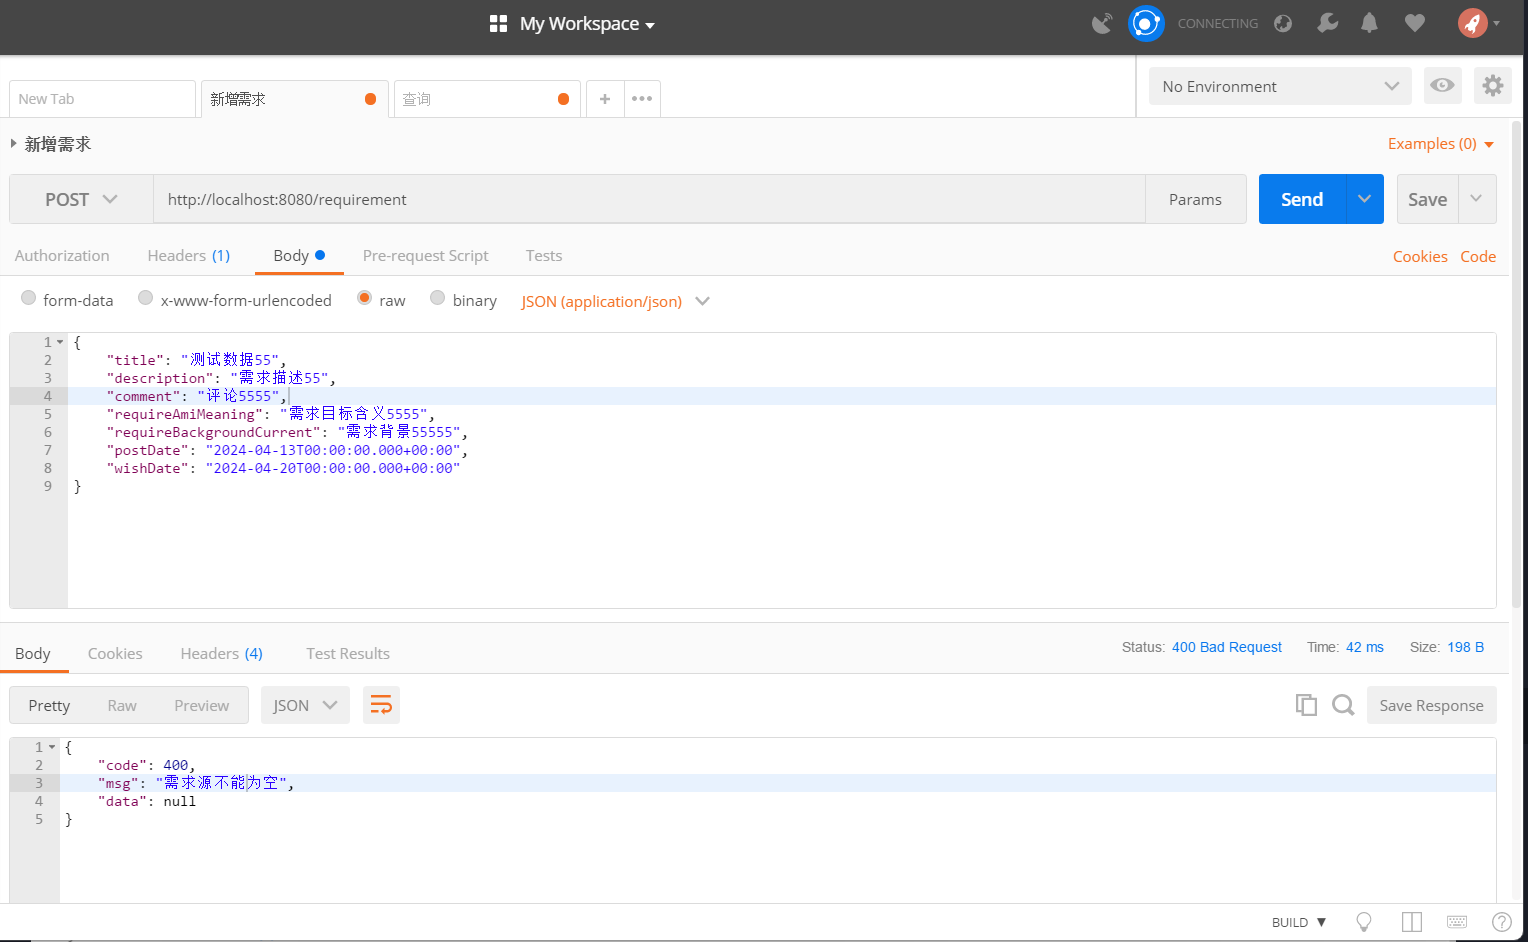 My Workspace
CONNECTING
New Tab
新增需求
查询
No Environment
新增需求
Examples (0)
POST
http://localhost:8080/requirement
Params
Send
Save
Authorization
Headers (1)
Body
Pre-request Script
Tests
Cookies
Code
form-data
x-www-form-urlencoded
raw
binary
JSON (application/json)
1 {
2 "title": "测试数据55",
3 "description": "需求描述55",
4 "comment": "评论5555",
5 "requireAmiMeaning": "需求目标含义5555",
6 "requireBackgroundCurrent": "需求背景55555",
7 "postDate": "2024-04-13T00:00:00.000+00:00",
8 "wishDate": "2024-04-20T00:00:00.000+00:00"
9 }
Body
Cookies
Headers (4)
Test Results
Status: 400 Bad Request
Time: 42 ms
Size: 198 B
Pretty
Raw
Preview
JSON
Save Response
1 {
2 "code": 400,
3 "msg": "需求源不能为空",
4 "data": null
5 }
BUILD